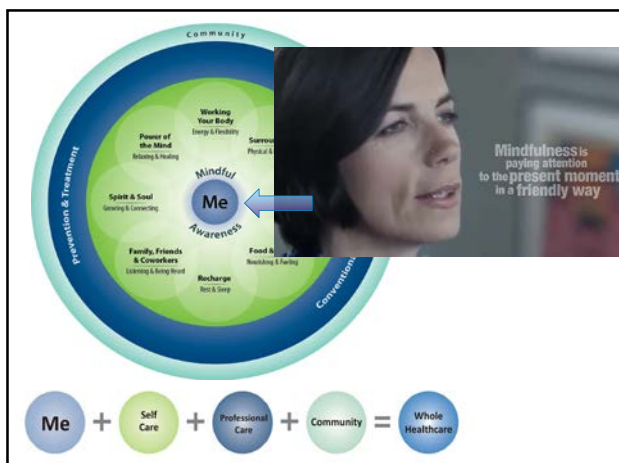 Community
Working
Your Body
Energy & Flexibility
Power of
the Mind
Relaxing & Healing
Physical &
Mindful
Spirit & Soul
Growing & Connecting
Me
Prevention & Treatment
Awareness
Family, Friends
& Coworkers
Listening & Being Heard
Food &
Nourishing & Fueling
Recharge
Rest & Sleep
Mindfulness is
paying attention
to the present moment
in a friendly way
Me + Self Care + Professional Care + Community = Whole Healthcare